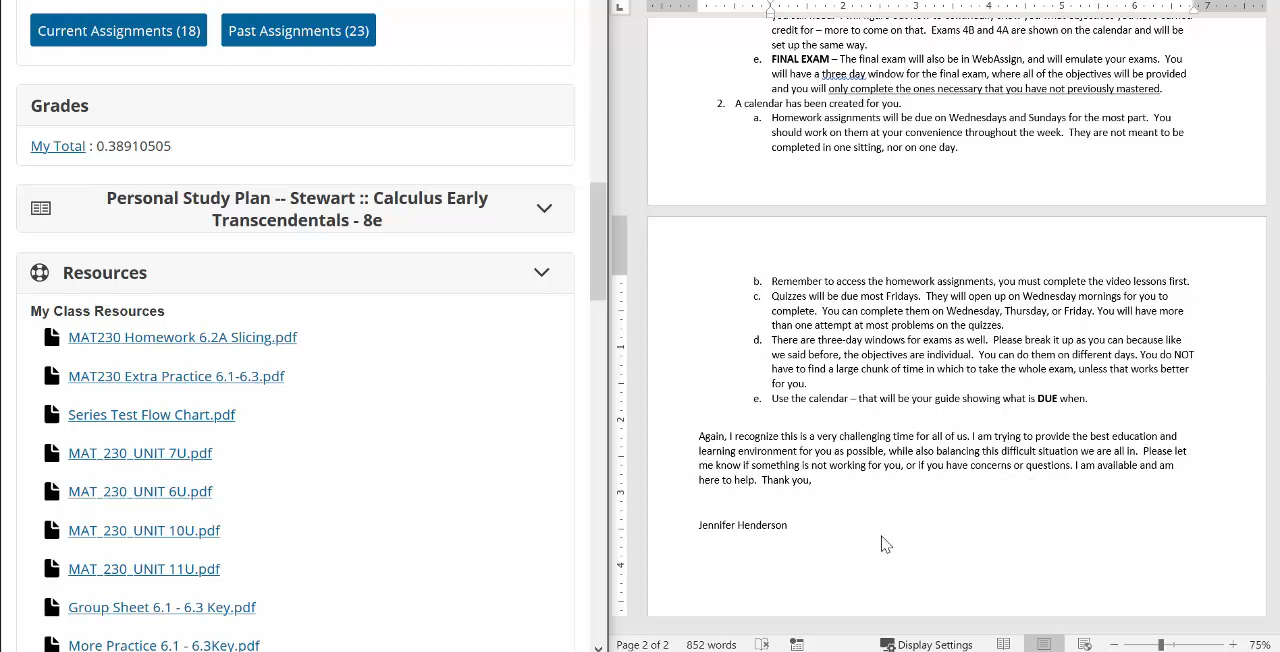 Current Assignments (18) Past Assignments (23)
Grades
My Total : 0.38910505
Personal Study Plan -- Stewart :: Calculus Early
Transcendentals - 8e
Resources
My Class Resources
MAT230 Homework 6.2A Slicing.pdf
MAT230 Extra Practice 6.1-6.3.pdf
Series Test Flow Chart.pdf
MAT_230_UNIT 7U.pdf
MAT_230_UNIT 6U.pdf
MAT_230_UNIT 10U.pdf
MAT_230_UNIT 11U.pdf
Group Sheet 6.1 - 6.3 Key.pdf
More Practice 6.1 - 6.3Key.pdf
L 1 2 3 4 5 6 7
credit for – more to come on that. Exams 4B and 4A are shown on the calendar and will be
set up the same way.
e. FINAL EXAM – The final exam will also be in WebAssign, and will emulate your exams. You
will have a three day window for the final exam, where all of the objectives will be provided
and you will only complete the ones necessary that you have not previously mastered.
2. A calendar has been created for you.
a. Homework assignments will be due on Wednesdays and Sundays for the most part. You
should work on them at your convenience throughout the week. They are not meant to be
completed in one sitting, nor on one day.
b. Remember to access the homework assignments, you must complete the video lessons first.
c. Quizzes will be due most Fridays. They will open up on Wednesday mornings for you to
complete. You can complete them on Wednesday, Thursday, or Friday. You will have more
than one attempt at most problems on the quizzes.
d. There are three-day windows for exams as well. Please break it up as you can because like
we said before, the objectives are individual. You can do them on different days. You do NOT
have to find a large chunk of time in which to take the whole exam, unless that works better
for you.
e. Use the calendar – that will be your guide showing what is DUE when.
Again, I recognize this is a very challenging time for all of us. I am trying to provide the best education and
learning environment for you as possible, while also balancing this difficult situation we are all in. Please let
me know if something is not working for you, or if you have concerns or questions. I am available and am
here to help. Thank you,
Jennifer Henderson
1
2
3
4
Page 2 of 2 852 words Display Settings 75%